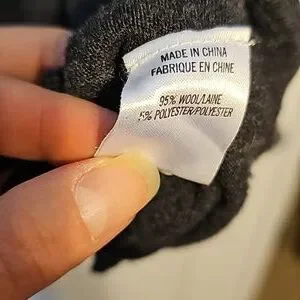 MADE IN CHINA
FABRIQUE EN CHINE
95% WOOL/LAINE
5% POLYESTER/POLYESTER